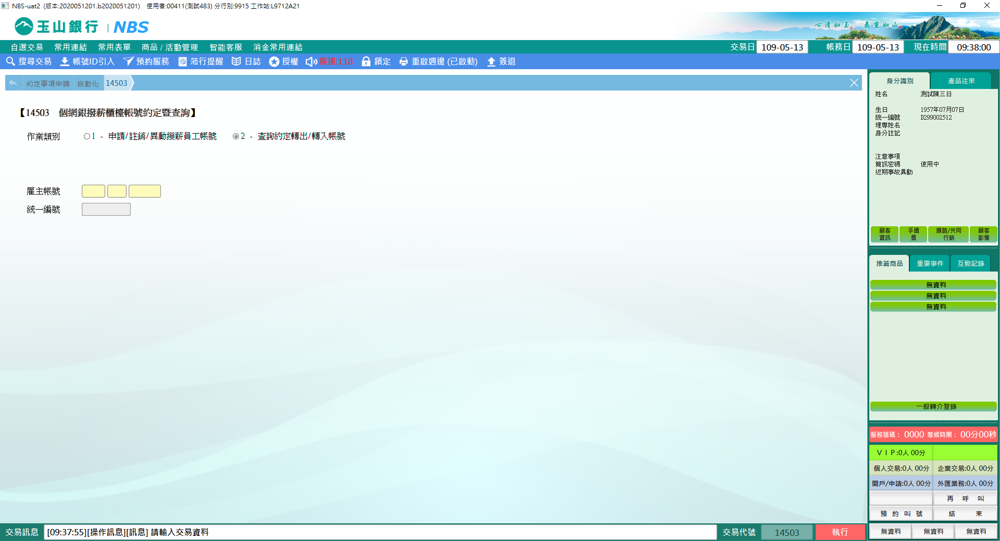 NBS-uat2 (版本:2020051201.b2020051201) 使用者:00411(測試483) 分行別:9915 工作站:L9712A21
玉山銀行 | NBS
心清如玉。義重如山。
自選交易 常用連結 常用表單 商品 / 活動管理 智能客服 消金常用連結
交易日 109-05-13 帳務日 109-05-13 現在時間 09:38:00
搜尋交易 帳號ID引入 預約服務 蒞行提醒 日誌 授權 廣播:118 鎖定 重啟週邊 (已啟動) 簽退
約定事項申請 自動化 14503
【14503 個網銀撥薪櫃檯帳號約定暨查詢】
作業類別 1 - 申請/註銷/異動撥薪員工帳號 2 - 查詢約定轉出/轉入帳號
雇主帳號
統一編號
身分識別 產品往來
姓名 測試陳三日
生日 1957年07月07日
統一編號 D299002512
理專姓名
身分註記
注意事項
簡訊密碼 使用中
近期事故異動
顧客資訊 手續費 通路/共同行銷 顧客影像
推薦商品 重要事件 互動記錄
無資料
無資料
無資料
一般轉介登錄
服務號碼: 0000 等候時間: 00分00秒
VIP:0人 00分
個人交易:0人 00分 企業交易:0人 00分
開戶/申請:0人 00分 外匯業務:0人 00分
再 呼 叫
預 約 叫 號 結 束
無資料 無資料 無資料
交易訊息 [09:37:55][操作訊息][訊息] 請輸入交易資料 交易代號 14503 執行